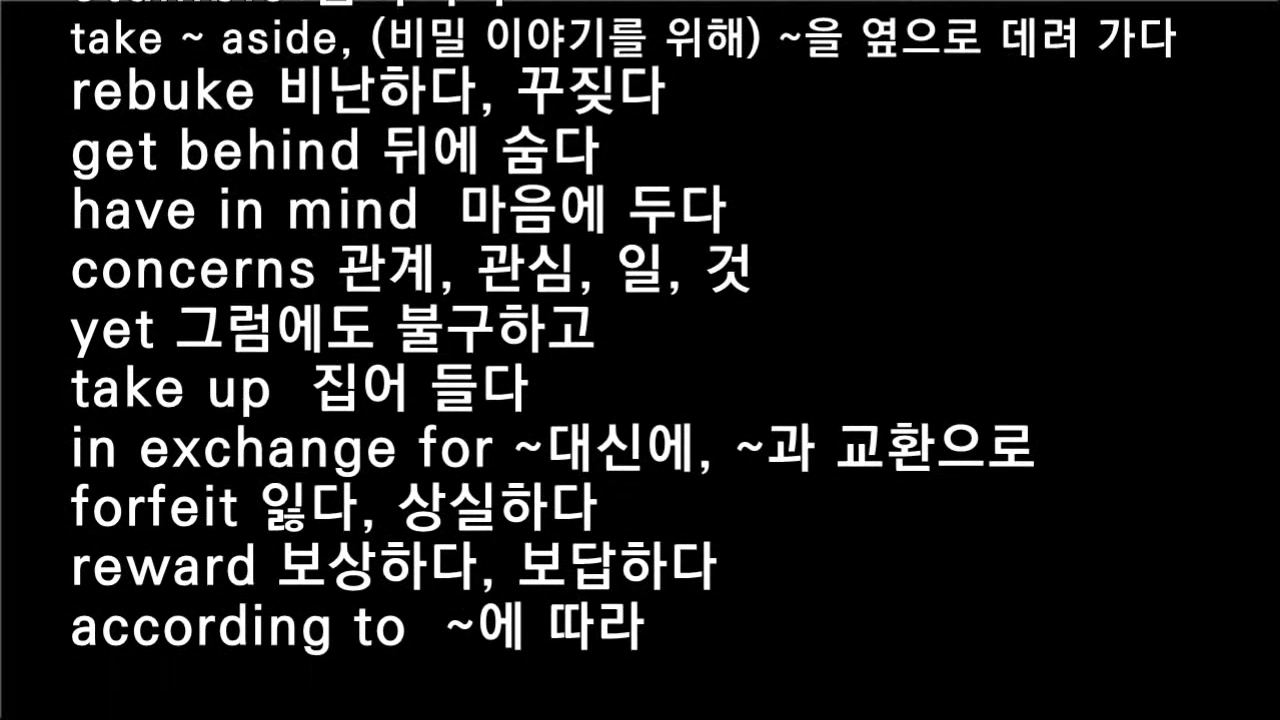 take ~ aside, (비밀 이야기를 위해) ~을 옆으로 데려 가다
rebuke 비난하다, 꾸짖다
get behind 뒤에 숨다
have in mind 마음에 두다
concerns 관계, 관심, 일, 것
yet 그럼에도 불구하고
take up 집어 들다
in exchange for ~대신에, ~과 교환으로
forfeit 잃다, 상실하다
reward 보상하다, 보답하다
according to ~에 따라